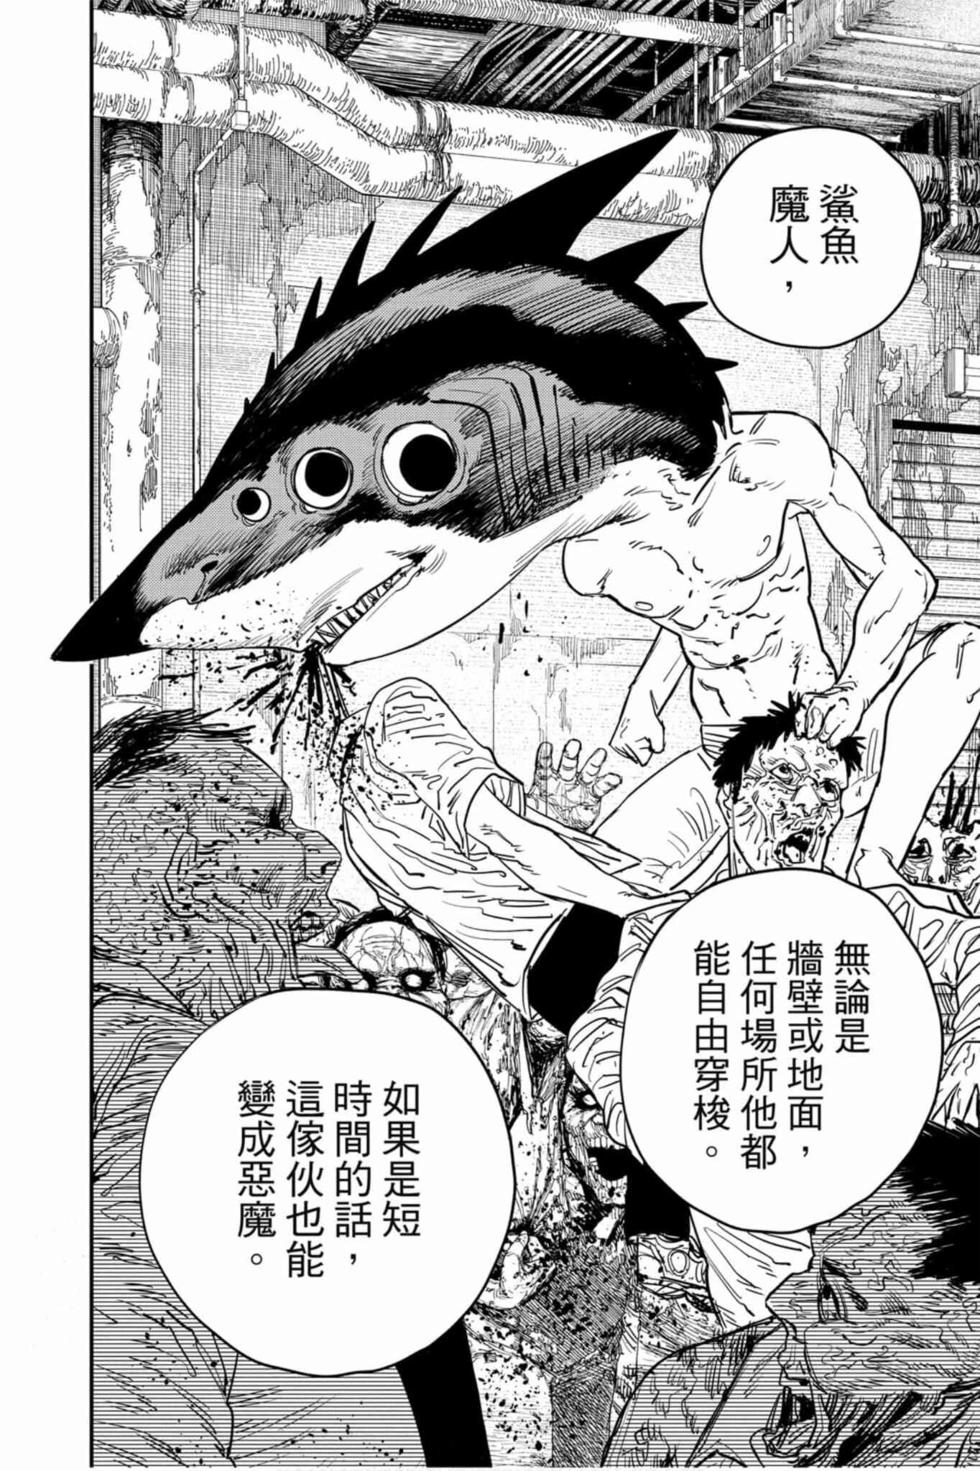 鯊魚
魔人，
無論是
牆壁或地面，
任何場所他都
能自由穿梭。
如果是短
時間的話，
這傢伙也能
變成惡魔。